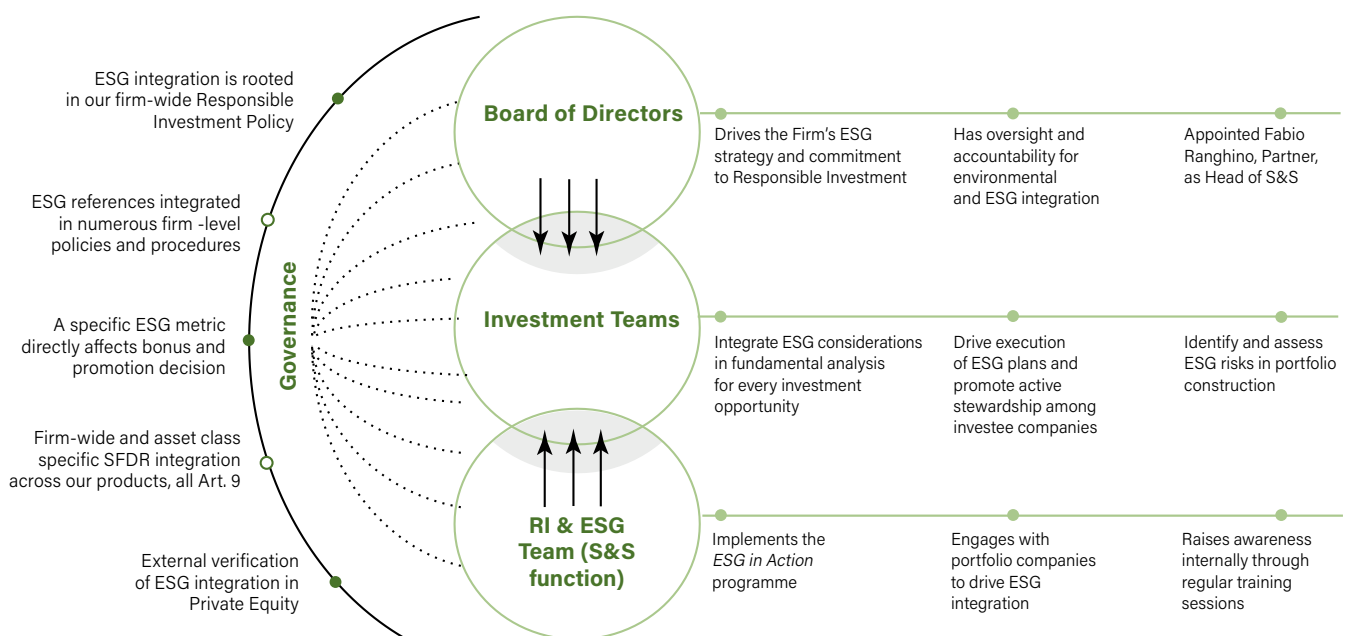 ESG integration is rooted
in our firm-wide Responsible
Investment Policy
ESG references integrated
in numerous firm -level
policies and procedures
A specific ESG metric
directly affects bonus and
promotion decision
Firm-wide and asset class
specific SFDR integration
across our products, all Art. 9
External verification
of ESG integration in
Private Equity
Governance
Board of Directors
Drives the Firm's ESG
strategy and commitment
to Responsible Investment
Has oversight and
accountability for
environmental
and ESG integration
Appointed Fabio
Ranghino, Partner,
as Head of S&S
Investment Teams
Integrate ESG considerations
in fundamental analysis
for every investment
opportunity
Drive execution
of ESG plans and
promote active
stewardship among
investee companies
Identify and assess
ESG risks in portfolio
construction
RI & ESG
Team (S&S
function)
Implements the
ESG in Action
programme
Engages with
portfolio companies
to drive ESG
integration
Raises awareness
internally through
regular training
sessions